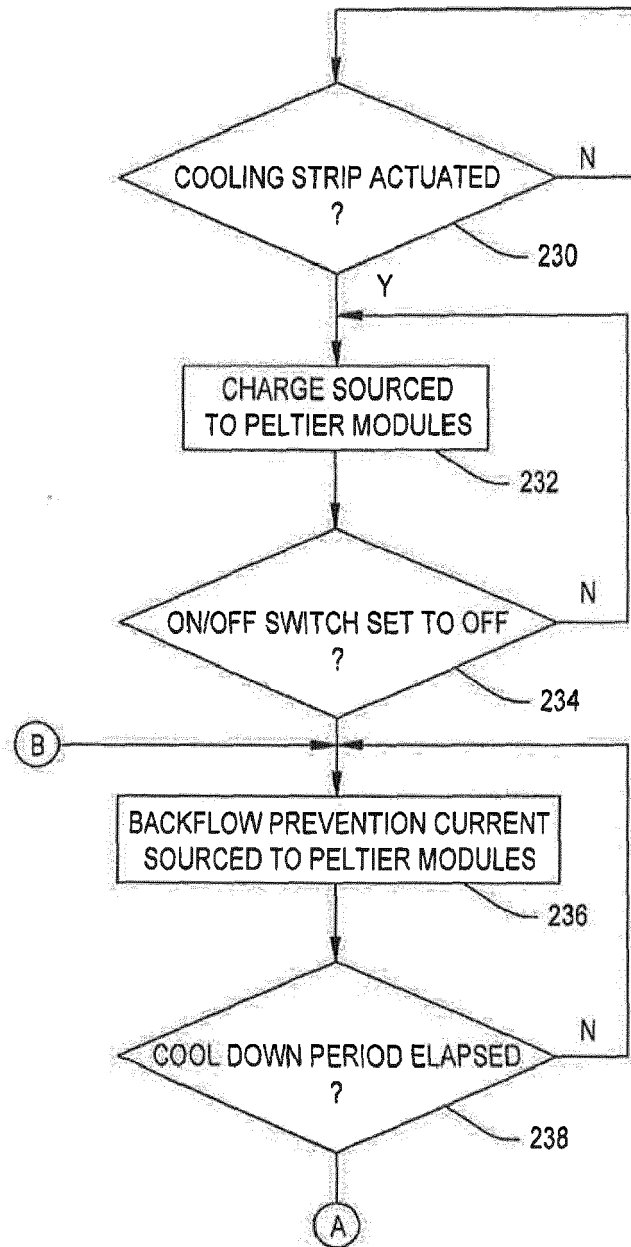 COOLING STRIP ACTUATED
?
N
230
Y
CHARGE SOURCED
TO PELTIER MODULES
232
ON/OFF SWITCH SET TO OFF
?
N
234
B
BACKFLOW PREVENTION CURRENT
SOURCED TO PELTIER MODULES
236
COOL DOWN PERIOD ELAPSED
?
N
238
A